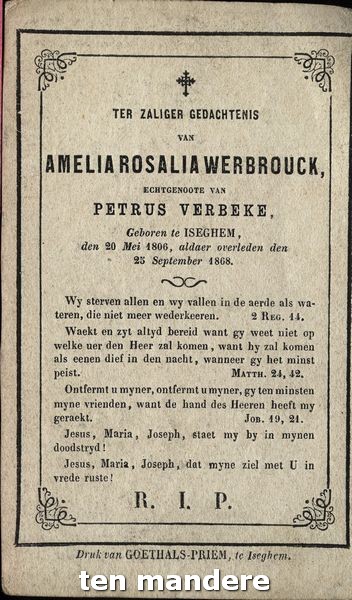 TER ZALIGER GEDACHTENIS
VAN
AMELIA ROSALIA WERBROUCK,
ECHTGENOOTE VAN
PETRUS VERBEKE,
Geboren te ISEGHEM,
den 20 Mei 1806, aldaer overleden den
25 September 1868.
Wy sterven allen en wy vallen in de aerde als wa-
teren, die niet meer wederkeeren. 2 REG. 14.
Waekt en zyt altyd bereid want gy weet niet op
welke uer den Heer zal komen, want hy zal komen
als eenen dief in den nacht, wanneer gy het minst
peist. MATTH. 24, 42.
Ontfermt u myner, ontfermt u myner, gy ten minsten
myne vrienden, want de hand des Heeren heeft my
geraekt. JOB. 19, 21.
Jesus, Maria, Joseph, staet my by in mynen
doodstryd!
Jesus, Maria, Joseph, dat myne ziel met U in
vrede ruste!
R. I. P.
Druk van GOETHALS-PRIEM, te Iseghem.
ten mandere